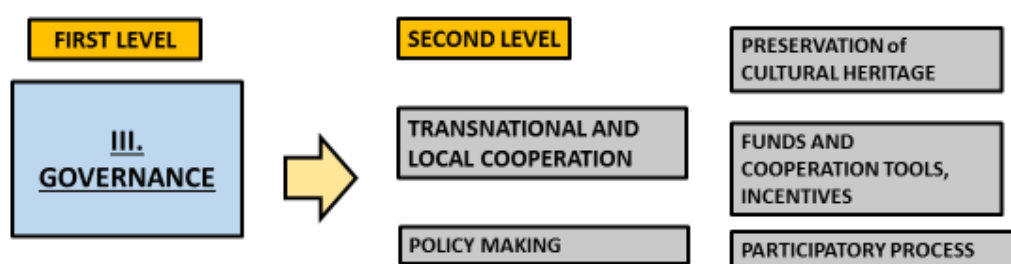 FIRST LEVEL
III.
GOVERNANCE
SECOND LEVEL
TRANSNATIONAL AND
LOCAL COOPERATION
POLICY MAKING
PRESERVATION of
CULTURAL HERITAGE
FUNDS AND
COOPERATION TOOLS,
INCENTIVES
PARTICIPATORY PROCESS